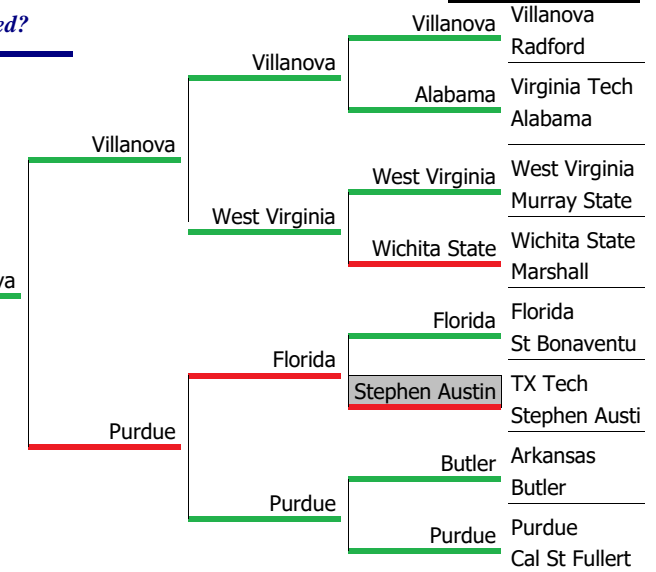 ed?
Villanova
Villanova
Radford
Villanova
Alabama
Virginia Tech
Alabama
Villanova
West Virginia
West Virginia
Murray State
West Virginia
Wichita State
Wichita State
Marshall
va
Florida
Florida
St Bonaventu
Florida
Stephen Austin
TX Tech
Stephen Austi
Purdue
Butler
Arkansas
Butler
Purdue
Purdue
Purdue
Cal St Fullert